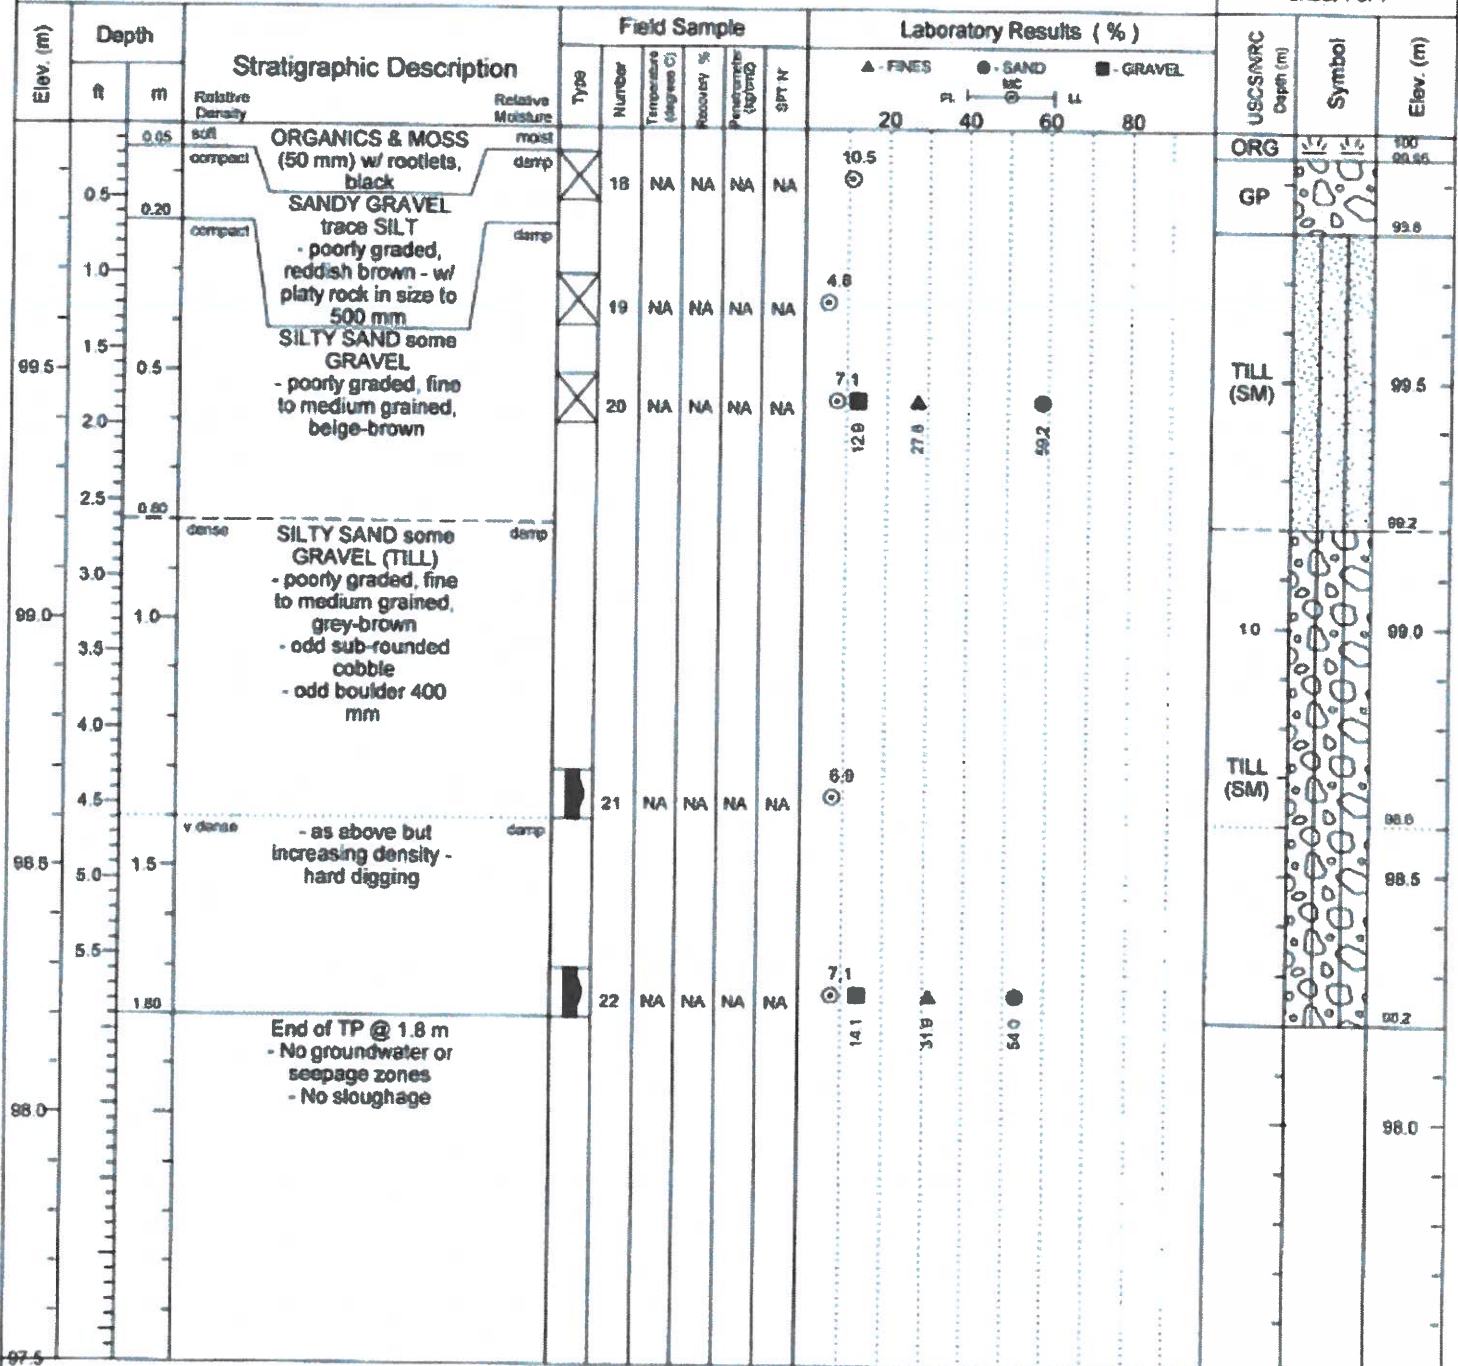 Elev. (m)
Depth
ft
m
Stratigraphic Description
Relative
Density
Relative
Moisture
Field Sample
Type
Number
Temperature
(degrees C)
Recovery %
Penetrometer
SPT N'
Laboratory Results ( % )
▲ - FINES
● - SAND
■ - GRAVEL
PL
LL
20
40
60
80
USCS/NRC
Depth (m)
Symbol
Elev. (m)
0.05
soft
ORGANICS & MOSS
(50 mm) w/ rootlets,
black
moist
ORG
100
compact
damp
18 NA NA NA NA
10.5
GP
0.5
0.20
SANDY GRAVEL
trace SILT
- poorly graded,
reddish brown - w/
platy rock in size to
500 mm
compact
damp
1.0
19 NA NA NA NA
4.8
1.5
99.5
0.5
SILTY SAND some
GRAVEL
- poorly graded, fine
to medium grained,
beige-brown
20 NA NA NA NA
7.1
12.9
27.8
59.2
TILL
(SM)
99.5
2.0
2.5
0.80
99.2
dense
SILTY SAND some
GRAVEL (TILL)
- poorly graded, fine
to medium grained,
grey-brown
- odd sub-rounded
cobble
- odd boulder 400
mm
damp
3.0
99.0
1.0
1.0
99.0
3.5
4.0
4.5
21 NA NA NA NA
6.9
TILL
(SM)
98.6
v dense
- as above but
increasing density -
hard digging
damp
98.5
5.0
1.5
98.5
5.5
1.80
22 NA NA NA NA
7.1
14.1
31.9
54.0
End of TP @ 1.8 m
- No groundwater or
seepage zones
- No sloughage
98.0
98.0
97.5